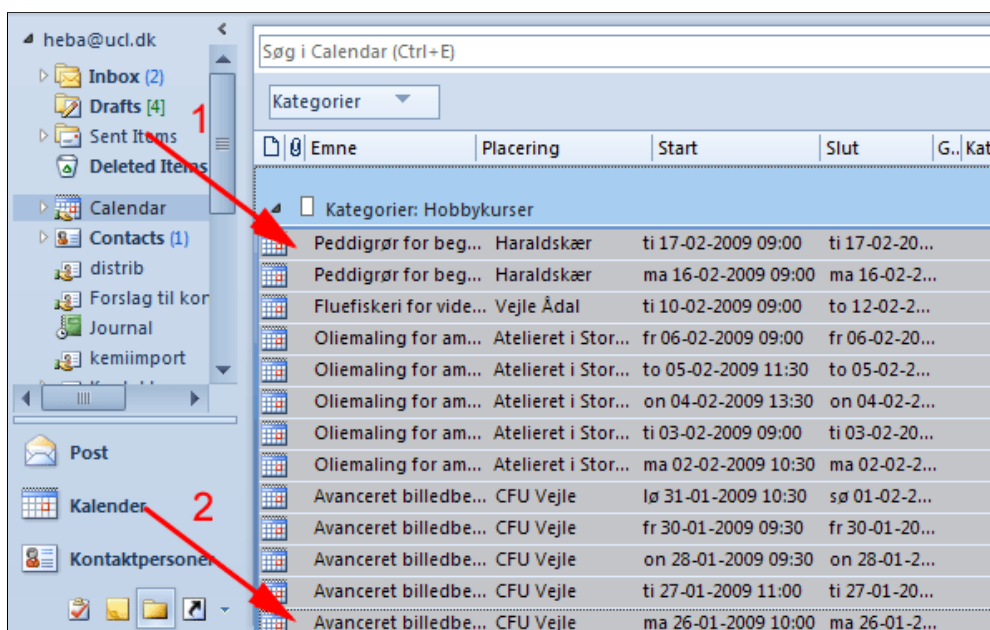 heba@ucl.dk
Inbox (2)
Drafts [4]
1
Sent Items
Deleted Items
Calendar
Contacts (1)
distrib
Forslag til kor
Journal
kemiimport
Post
Kalender
2
Kontaktpersoner
Søg i Calendar (Ctrl+E)
Kategorier
Emne Placering Start Slut G.. Kat
Kategorier: Hobbykurser
Peddigrør for beg... Haraldskær ti 17-02-2009 09:00 ti 17-02-20...
Peddigrør for beg... Haraldskær ma 16-02-2009 09:00 ma 16-02-2...
Fluefiskeri for vide... Vejle Ådal ti 10-02-2009 09:00 to 12-02-2...
Oliemaling for am... Atelieret i Stor... fr 06-02-2009 09:00 fr 06-02-20...
Oliemaling for am... Atelieret i Stor... to 05-02-2009 11:30 to 05-02-2...
Oliemaling for am... Atelieret i Stor... on 04-02-2009 13:30 on 04-02-2...
Oliemaling for am... Atelieret i Stor... ti 03-02-2009 09:00 ti 03-02-20...
Oliemaling for am... Atelieret i Stor... ma 02-02-2009 10:30 ma 02-02-2...
Avanceret billedbe... CFU Vejle lø 31-01-2009 10:30 sø 01-02-2...
Avanceret billedbe... CFU Vejle fr 30-01-2009 09:30 fr 30-01-20...
Avanceret billedbe... CFU Vejle on 28-01-2009 09:30 on 28-01-2...
Avanceret billedbe... CFU Vejle ti 27-01-2009 11:00 ti 27-01-20...
Avanceret billedbe... CFU Vejle ma 26-01-2009 10:00 ma 26-01-2...